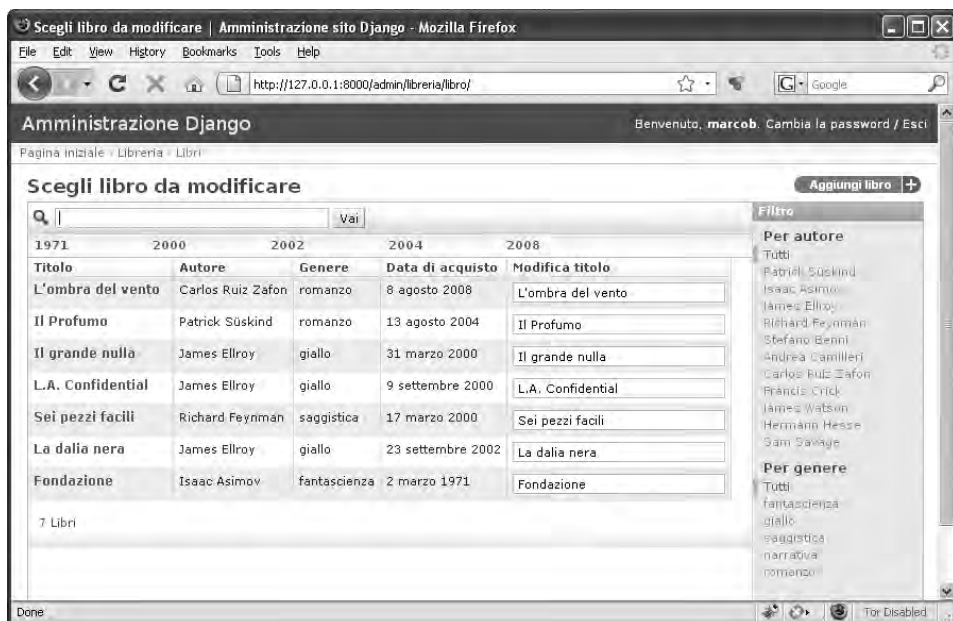 Scegli libro da modificare | Amministrazione sito Django - Mozilla Firefox
File Edit View History Bookmarks Tools Help
http://127.0.0.1:8000/admin/libreria/libro/ G Google
Amministrazione Django Benvenuto, marcob. Cambia la password / Esci
Pagina iniziale › Libreria › Libri
Scegli libro da modificare Aggiungi libro +
Vai Filtro
1971 2000 2002 2004 2008
Titolo Autore Genere Data di acquisto Modifica titolo
L'ombra del vento Carlos Ruiz Zafon romanzo 8 agosto 2008 L'ombra del vento
Il Profumo Patrick Süskind romanzo 13 agosto 2004 Il Profumo
Il grande nulla James Ellroy giallo 31 marzo 2000 Il grande nulla
L.A. Confidential James Ellroy giallo 9 settembre 2000 L.A. Confidential
Sei pezzi facili Richard Feynman saggistica 17 marzo 2000 Sei pezzi facili
La dalia nera James Ellroy giallo 23 settembre 2002 La dalia nera
Fondazione Isaac Asimov fantascienza 2 marzo 1971 Fondazione
7 Libri
Per autore
Tutti
Patrick Süskind
Isaac Asimov
James Ellroy
Richard Feynman
Stefano Benni
Andrea Camilleri
Carlos Ruiz Zafon
Francis Crick
James Watson
Hermann Hesse
Sam Savage
Per genere
Tutti
fantascienza
giallo
saggistica
narrativa
romanzo
Done Tor Disabled